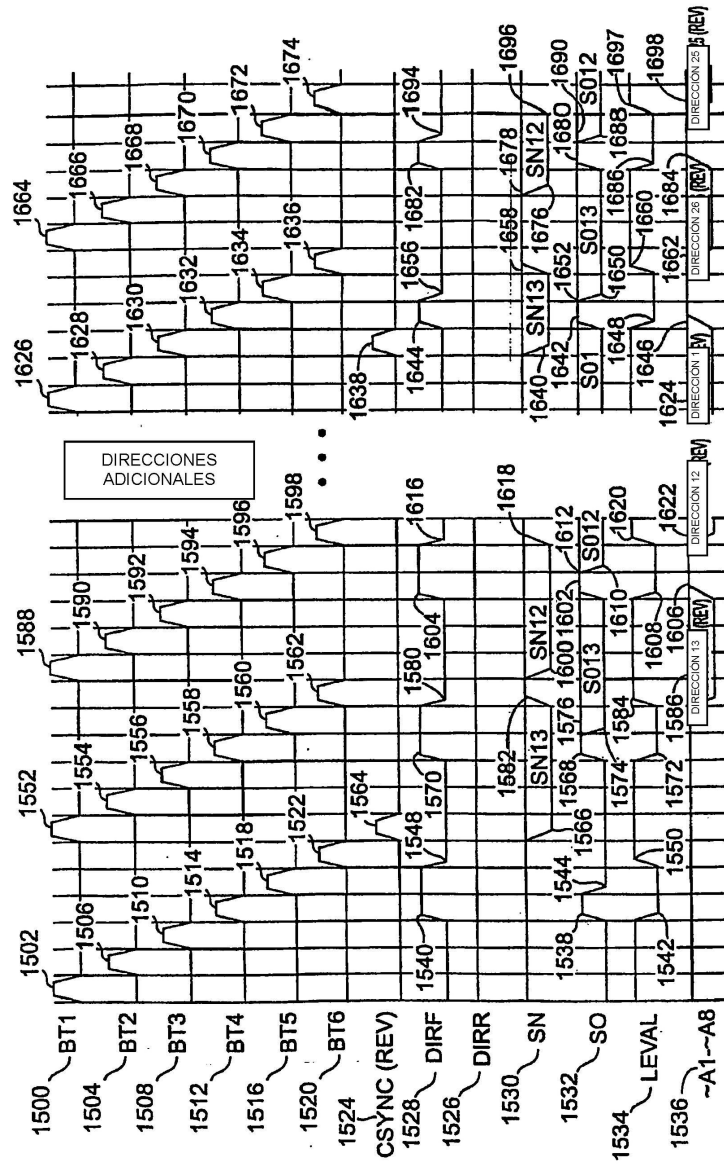 1500 BT1 1502 1552 1588 1626 1664
1504 BT2 1506 1554 1590 1628 1666
1508 BT3 1510 1556 1592 1630 1668
1512 BT4 1514 1558 1594 1632 1670
1516 BT5 1518 1560 1596 1634 1672
1520 BT6 1522 1562 1598 1636 1674
DIRECCIONES
ADICIONALES
1524 CSYNC (REV) 1564 1638
1528 DIRF 1540 1548 1570 1580 1604 1616 1644 1656 1682 1694
1526 DIRR
1530 SN 1566 SN13 1582 1600 SN12 1618 1640 SN13 1658 1676 SN12 1678 1696
1532 SO 1538 1544 1568 1574 1576 S013 1602 1610 1612 S012 S01 1642 1650 1652 S013 1680 1688 1690 S012
1534 LEVAL 1542 1550 1572 1584 1608 1620 1648 1660 1686 1697
1536 ~A1-~A8 1586 DIRECCIÓN 13 (REV) 1606 1622 DIRECCIÓN 12 REV) 1624 DIRECCIÓN 1 1646 1662 DIRECCIÓN 26 (REV) 1684 1698 DIRECCIÓN 25 (REV)